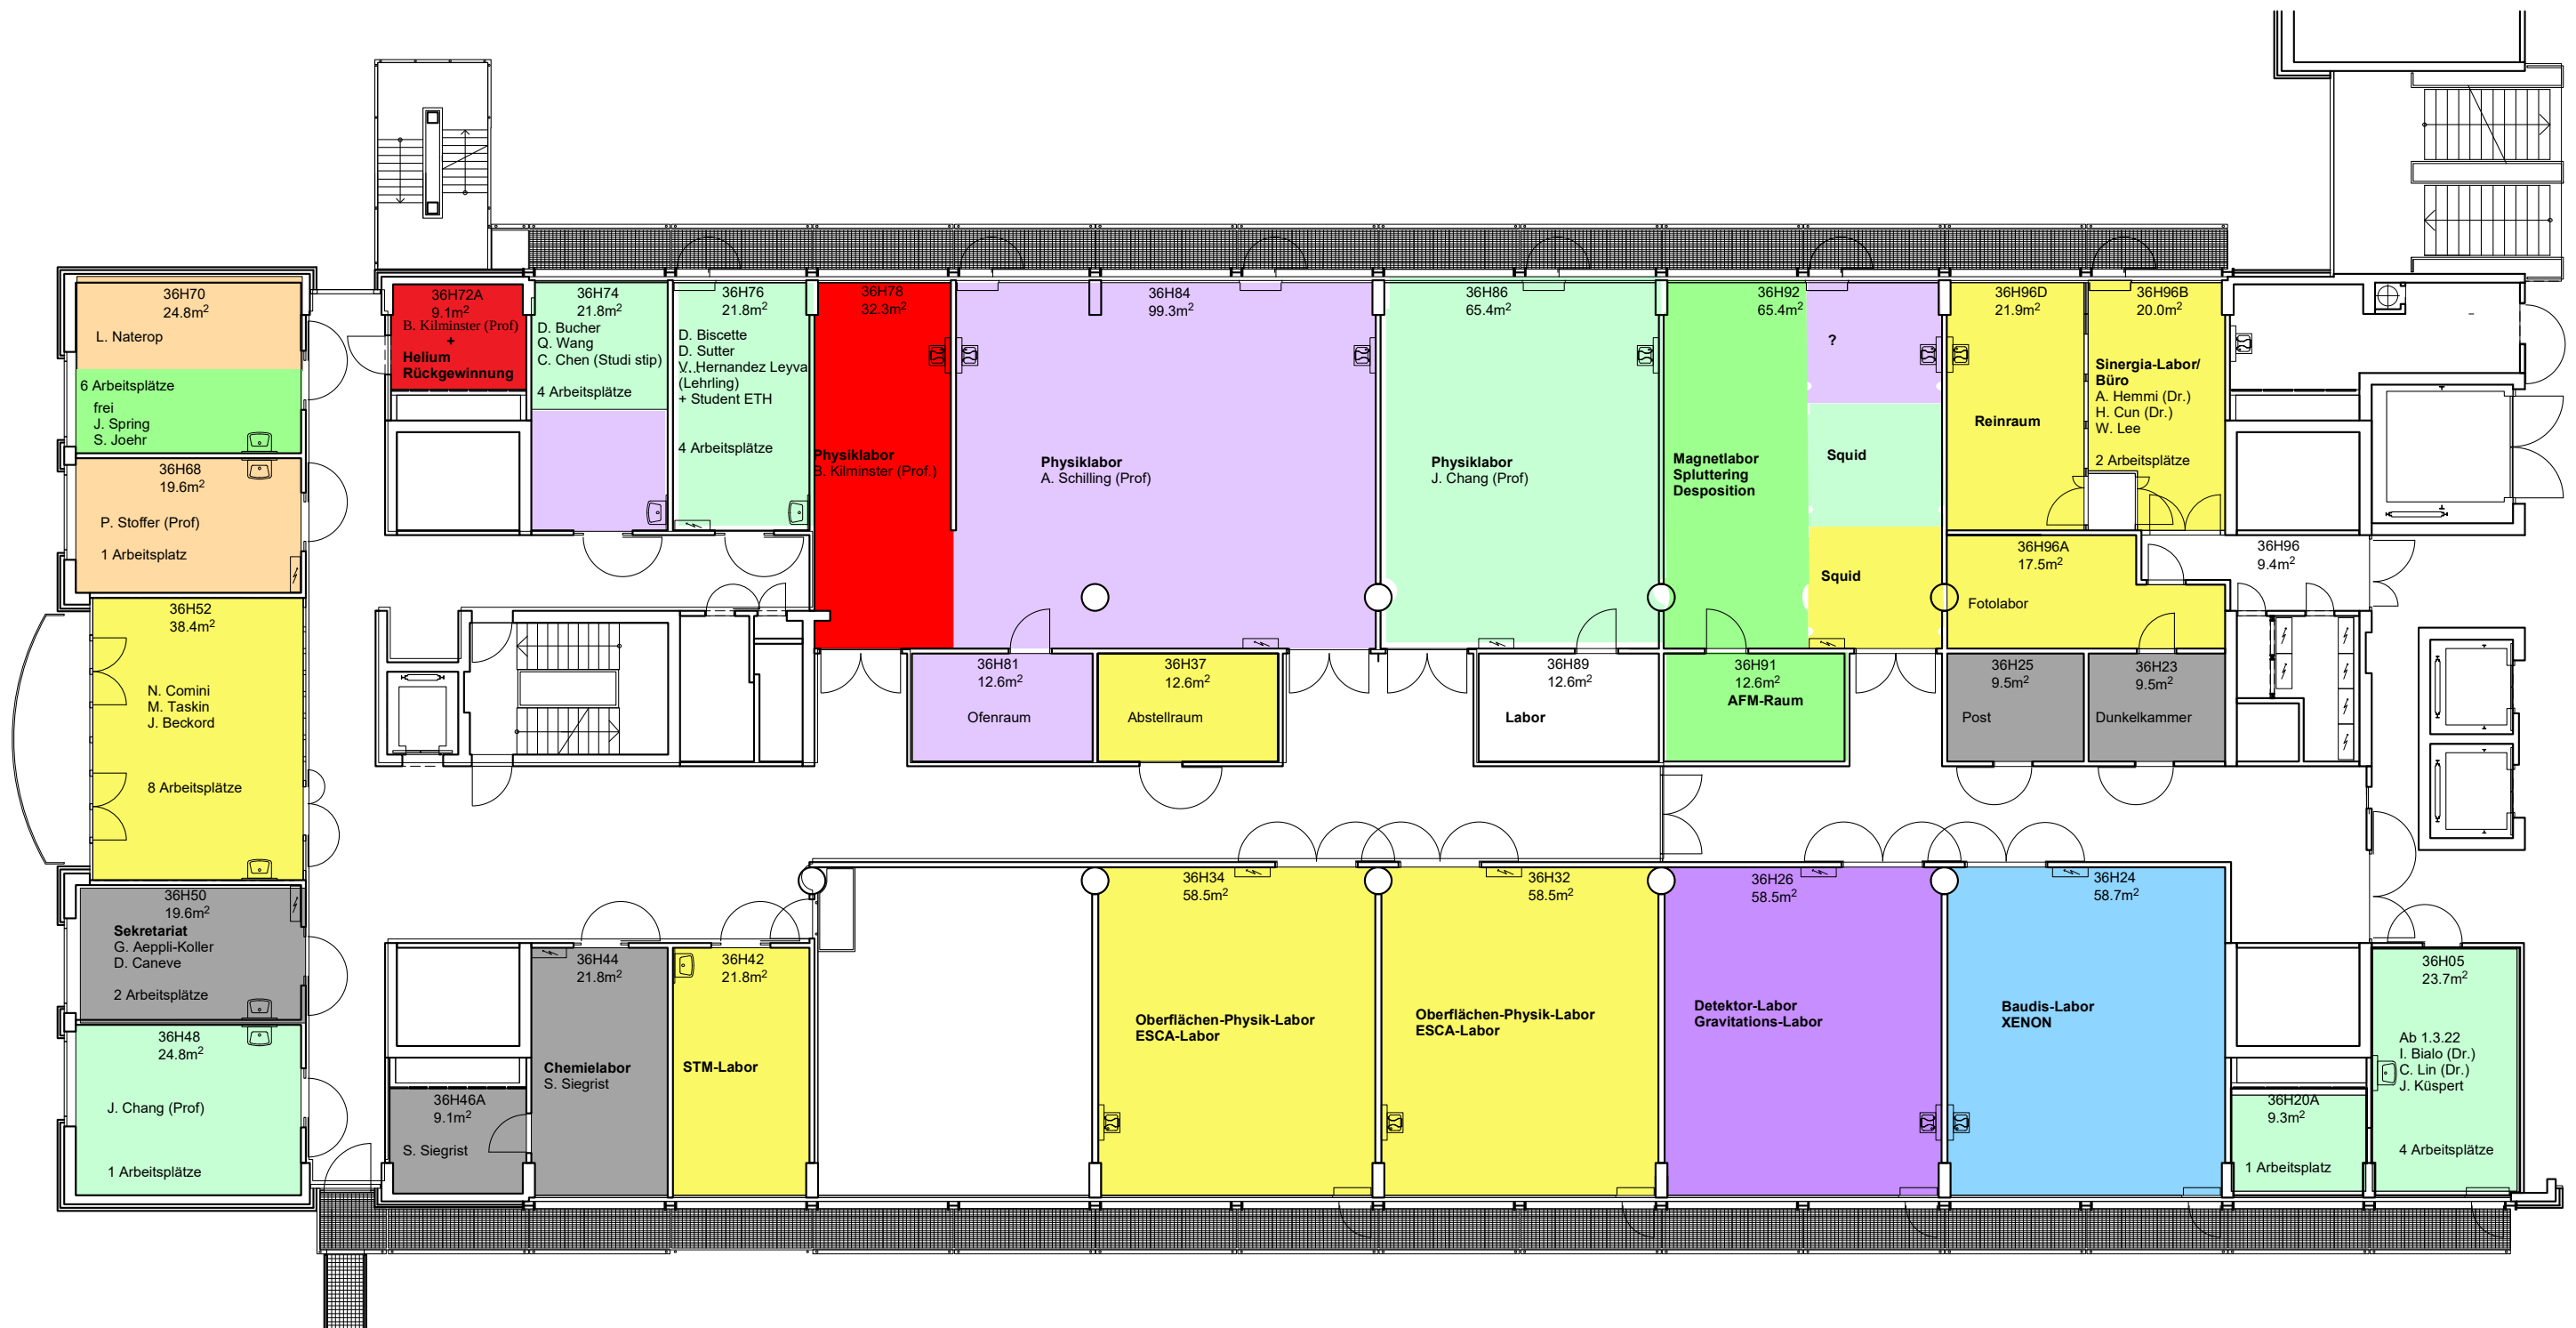 36H70
24.8m²
L. Naterop
6 Arbeitsplätze
frei
J. Spring
S. Joehr
36H68
19.6m²
P. Stoffer (Prof)
1 Arbeitsplatz
36H52
38.4m²
N. Comini
M. Taskin
J. Beckord
8 Arbeitsplätze
36H50
19.6m²
Sekretariat
G. Aeppli-Koller
D. Caneve
2 Arbeitsplätze
36H48
24.8m²
J. Chang (Prof)
1 Arbeitsplätze
36H72A
9.1m²
B. Kilminster (Prof)
+
Helium
Rückgewinnung
36H74
21.8m²
D. Bucher
Q. Wang
C. Chen (Studi stip)
4 Arbeitsplätze
36H76
21.8m²
D. Biscette
D. Sutter
V,.Hernandez Leyva
(Lehrling)
+ Student ETH
4 Arbeitsplätze
36H78
32.3m²
Physiklabor
B. Kilminster (Prof.)
36H84
99.3m²
Physiklabor
A. Schilling (Prof)
36H86
65.4m²
Physiklabor
J. Chang (Prof)
36H92
65.4m²
Magnetlabor
Spluttering
Desposition
?
Squid
Squid
36H96D
21.9m²
Reinraum
36H96B
20.0m²
Sinergia-Labor/
Büro
A. Hemmi (Dr.)
H. Cun (Dr.)
W. Lee
2 Arbeitsplätze
36H96A
17.5m²
Fotolabor
36H96
9.4m²
36H81
12.6m²
Ofenraum
36H37
12.6m²
Abstellraum
36H89
12.6m²
Labor
36H91
12.6m²
AFM-Raum
36H25
9.5m²
Post
36H23
9.5m²
Dunkelkammer
36H46A
9.1m²
S. Siegrist
36H44
21.8m²
Chemielabor
S. Siegrist
36H42
21.8m²
STM-Labor
36H34
58.5m²
Oberflächen-Physik-Labor
ESCA-Labor
36H32
58.5m²
Oberflächen-Physik-Labor
ESCA-Labor
36H26
58.5m²
Detektor-Labor
Gravitations-Labor
36H24
58.7m²
Baudis-Labor
XENON
36H20A
9.3m²
1 Arbeitsplatz
36H05
23.7m²
Ab 1.3.22
I. Bialo (Dr.)
C. Lin (Dr.)
J. Küspert
4 Arbeitsplätze